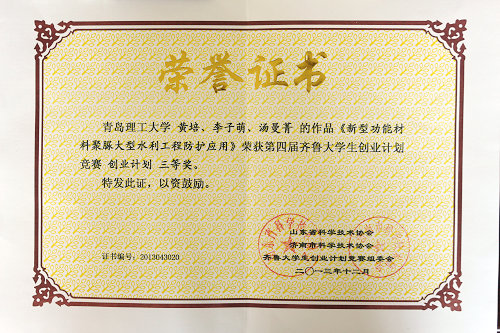 荣誉证书
青岛理工大学 黄培、李子萌、汤曼菁 的作品《新型功能材
料聚脲大型水利工程防护应用》荣获第四届齐鲁大学生创业计划
竞赛 创业计划 三等奖。
特发此证,以资鼓励。
山东省科学技术协会
济南市科学技术协会
证书编号:2013043020
齐鲁大学生创业计划竞赛组委会
二〇一三年十二月